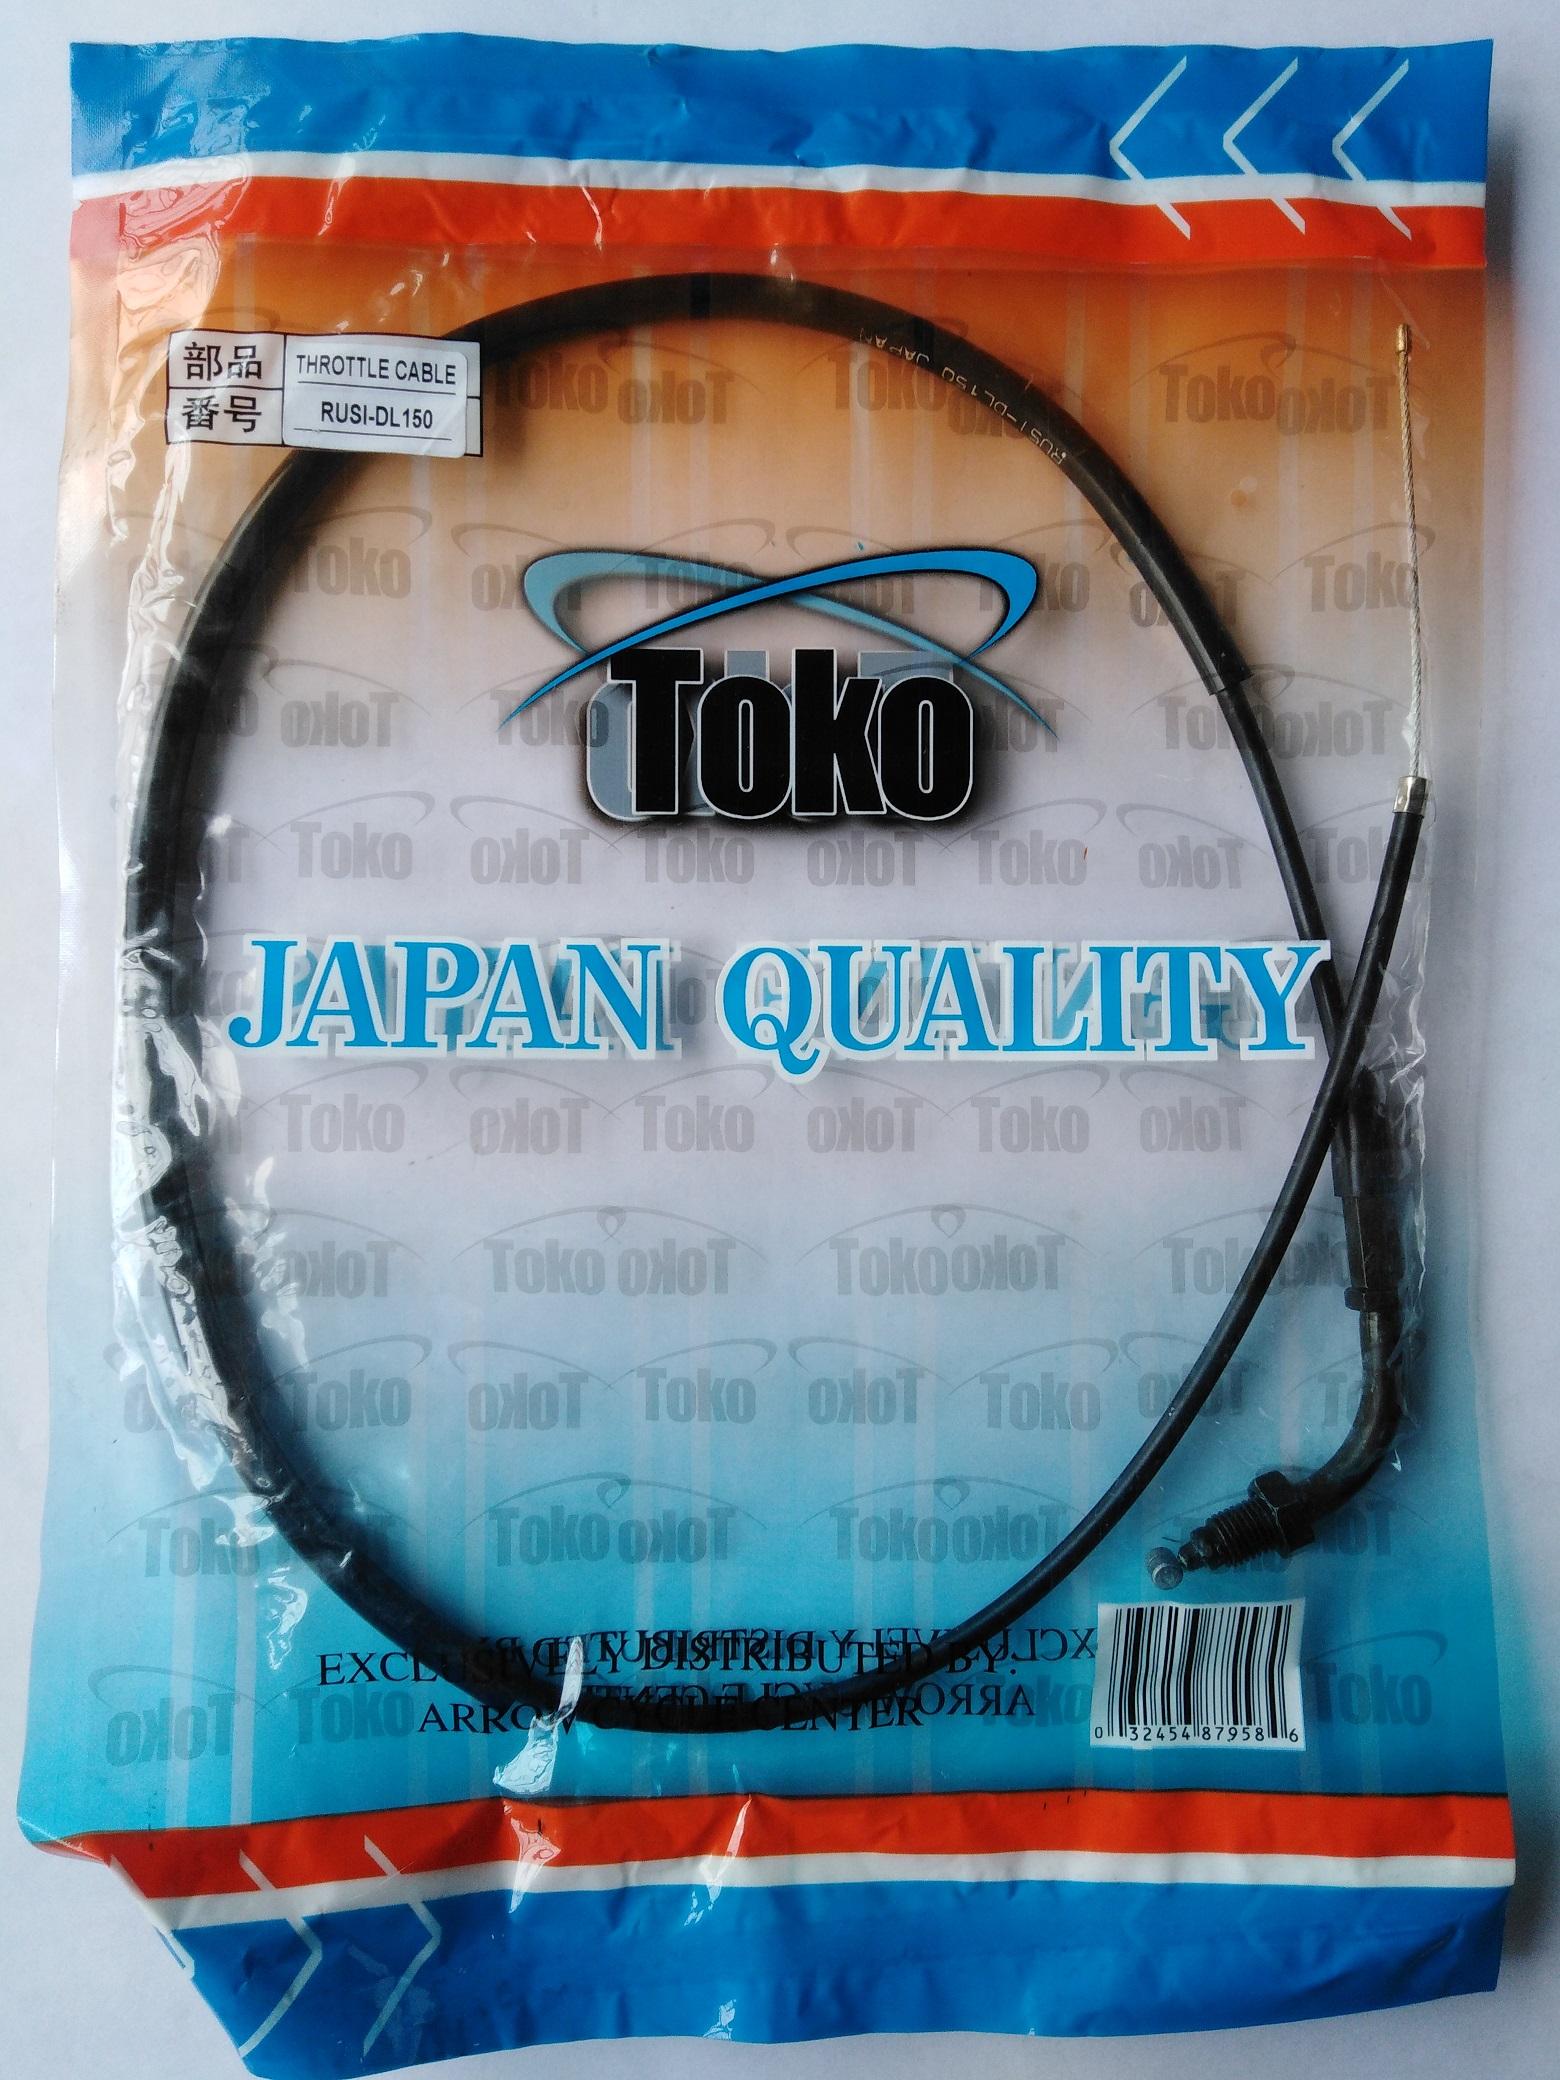 部品 THROTTLE CABLE
番号 RUSI-DL150
RUSI-DL150 JAPAN
Toko
JAPAN QUALITY
EXCLUSIVELY DISTRIBUTED BY:
ARROW CYCLE CENTER
0 32454 87958 6